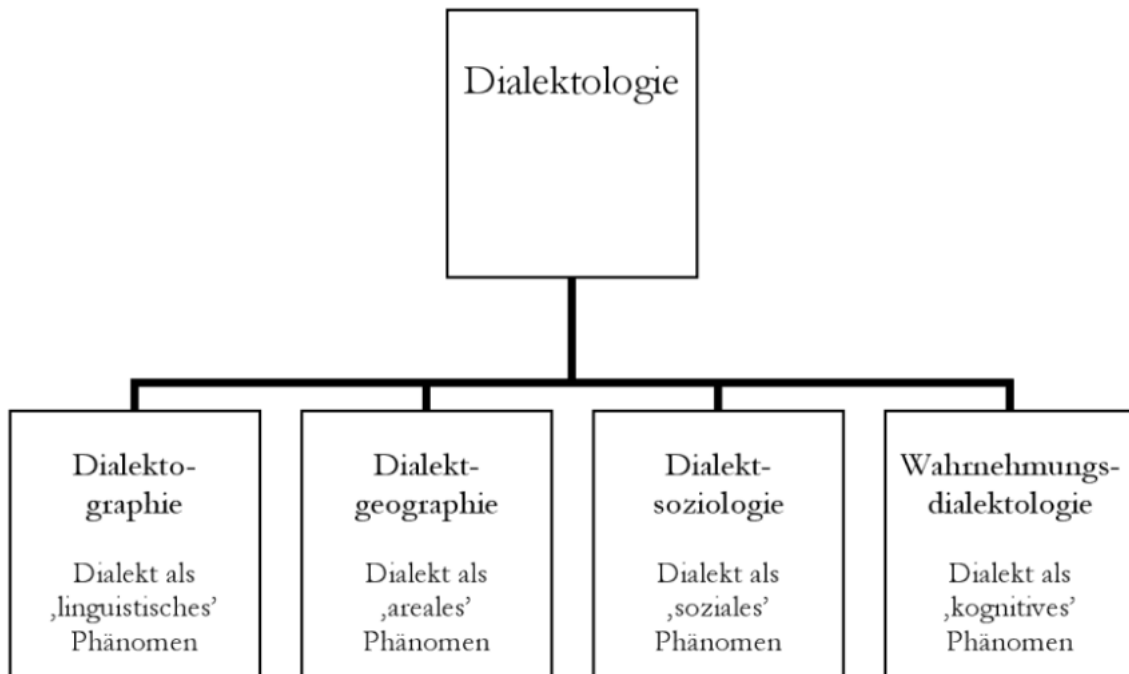 Dialektologie
Dialekto-
graphie
Dialekt als
‚linguistisches’
Phänomen
Dialekt-
geographie
Dialekt als
‚areales’
Phänomen
Dialekt-
soziologie
Dialekt als
‚soziales’
Phänomen
Wahrnehmungs-
dialektologie
Dialekt als
‚kognitives’
Phänomen